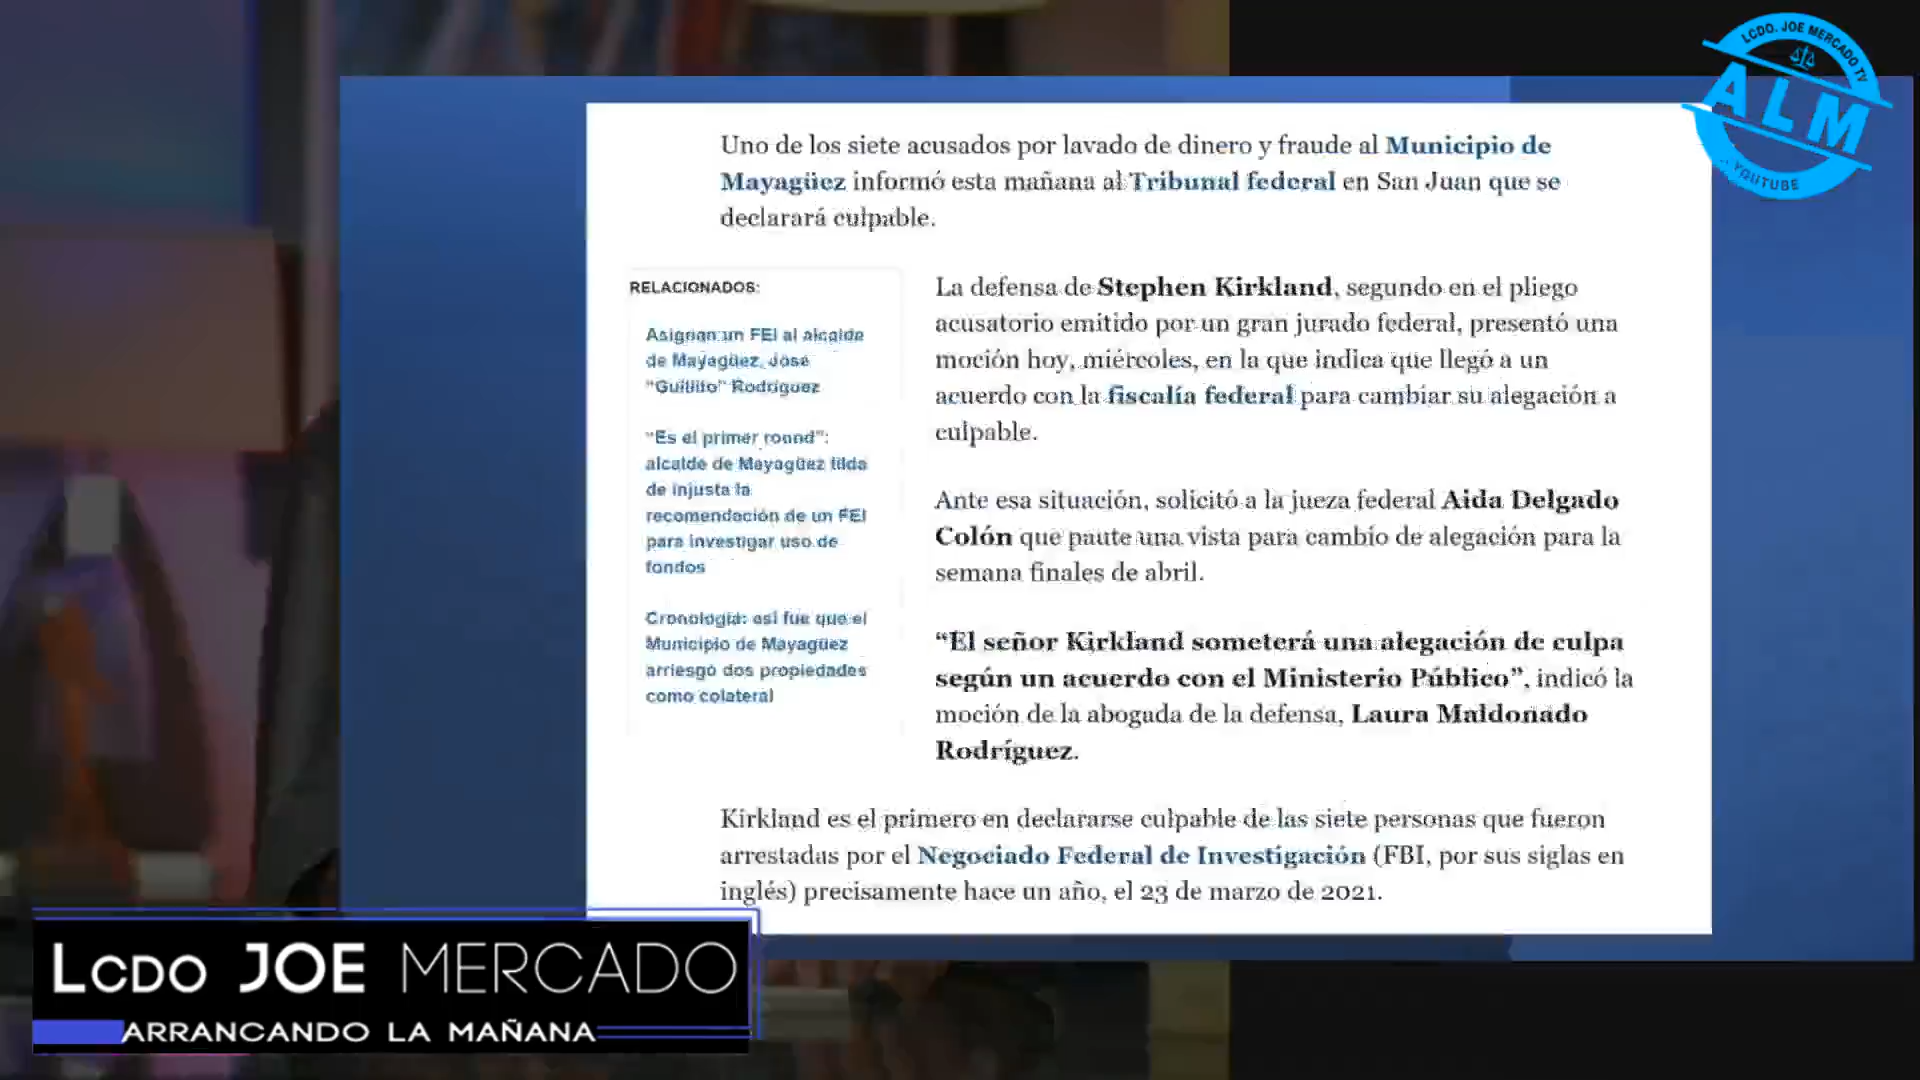 LCDO. JOE MERCADO TV
ALM
YOUTUBE
Uno de los siete acusados por lavado de dinero y fraude al Municipio de
Mayagüez informó esta mañana al Tribunal federal en San Juan que se
declarará culpable.
RELACIONADOS:
Asignan un FEI al alcalde
de Mayagüez, José
"Guillito" Rodríguez
"Es el primer round":
alcalde de Mayagüez tilda
de injusta la
recomendación de un FEI
para investigar uso de
fondos
Cronología: así fue que el
Municipio de Mayagüez
arriesgó dos propiedades
como colateral
La defensa de Stephen Kirkland, segundo en el pliego
acusatorio emitido por un gran jurado federal, presentó una
moción hoy, miércoles, en la que indica que llegó a un
acuerdo con la fiscalía federal para cambiar su alegación a
culpable.
Ante esa situación, solicitó a la jueza federal Aida Delgado
Colón que paute una vista para cambio de alegación para la
semana finales de abril.
“El señor Kirkland someterá una alegación de culpa
según un acuerdo con el Ministerio Público”, indicó la
moción de la abogada de la defensa, Laura Maldonado
Rodríguez.
Kirkland es el primero en declararse culpable de las siete personas que fueron
arrestadas por el Negociado Federal de Investigación (FBI, por sus siglas en
inglés) precisamente hace un año, el 23 de marzo de 2021.
LCDO JOE MERCADO
ARRANCANDO LA MAÑANA